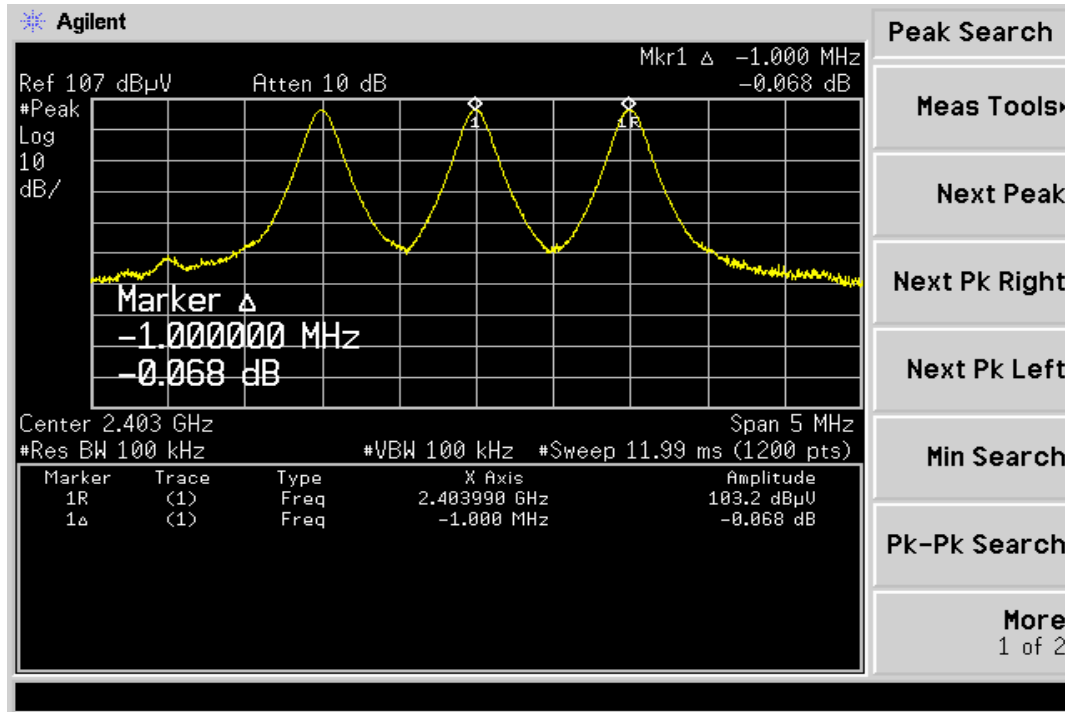 Agilent
Peak Search
Mkr1 Δ -1.000 MHz
Ref 107 dBµV Atten 10 dB -0.068 dB
#Peak
Log
10
dB/
1
1R
Marker Δ
-1.000000 MHz
-0.068 dB
Center 2.403 GHz Span 5 MHz
#Res BW 100 kHz #VBW 100 kHz #Sweep 11.99 ms (1200 pts)
Marker Trace Type X Axis Amplitude
1R (1) Freq 2.403990 GHz 103.2 dBµV
1Δ (1) Freq -1.000 MHz -0.068 dB
Meas Tools▸
Next Peak
Next Pk Right
Next Pk Left
Min Search
Pk-Pk Search
More
1 of 2